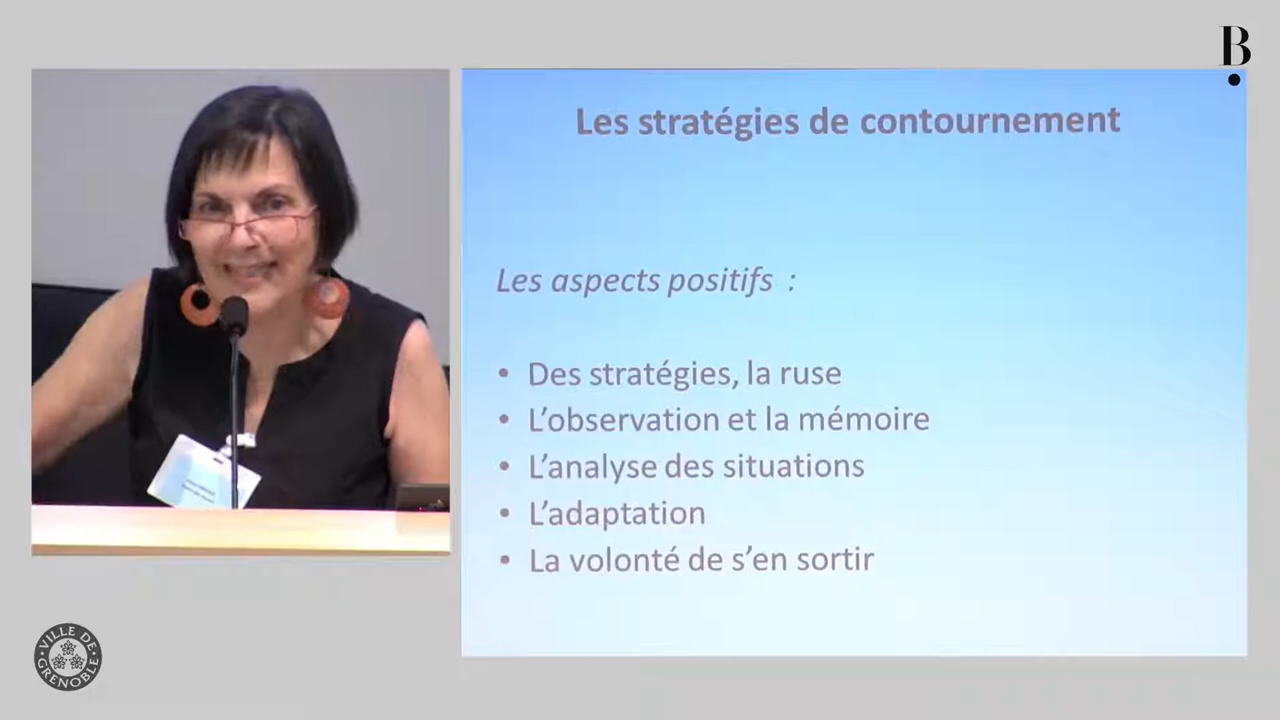 B
Les stratégies de contournement
Les aspects positifs :
• Des stratégies, la ruse
• L'observation et la mémoire
• L'analyse des situations
• L'adaptation
• La volonté de s'en sortir
VILLE DE GRENOBLE